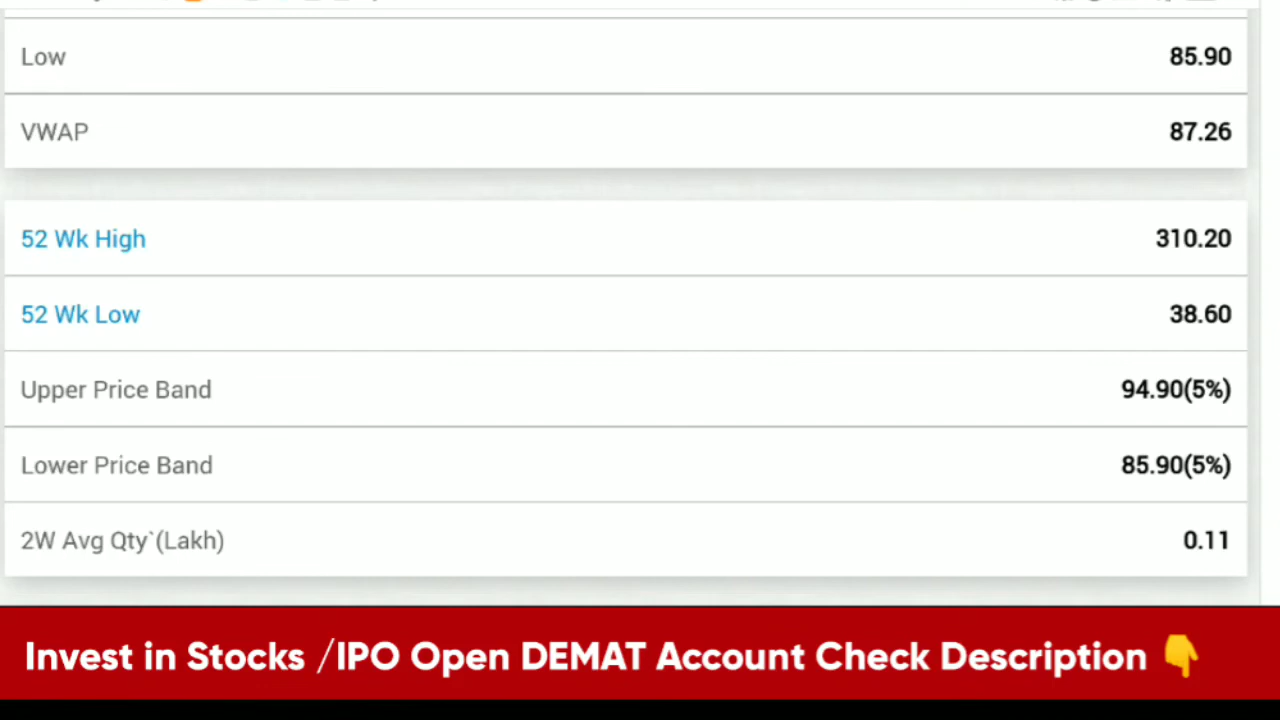 Low 85.90
VWAP 87.26
52 Wk High 310.20
52 Wk Low 38.60
Upper Price Band 94.90(5%)
Lower Price Band 85.90(5%)
2W Avg Qty`(Lakh) 0.11
Invest in Stocks /IPO Open DEMAT Account Check Description 👇